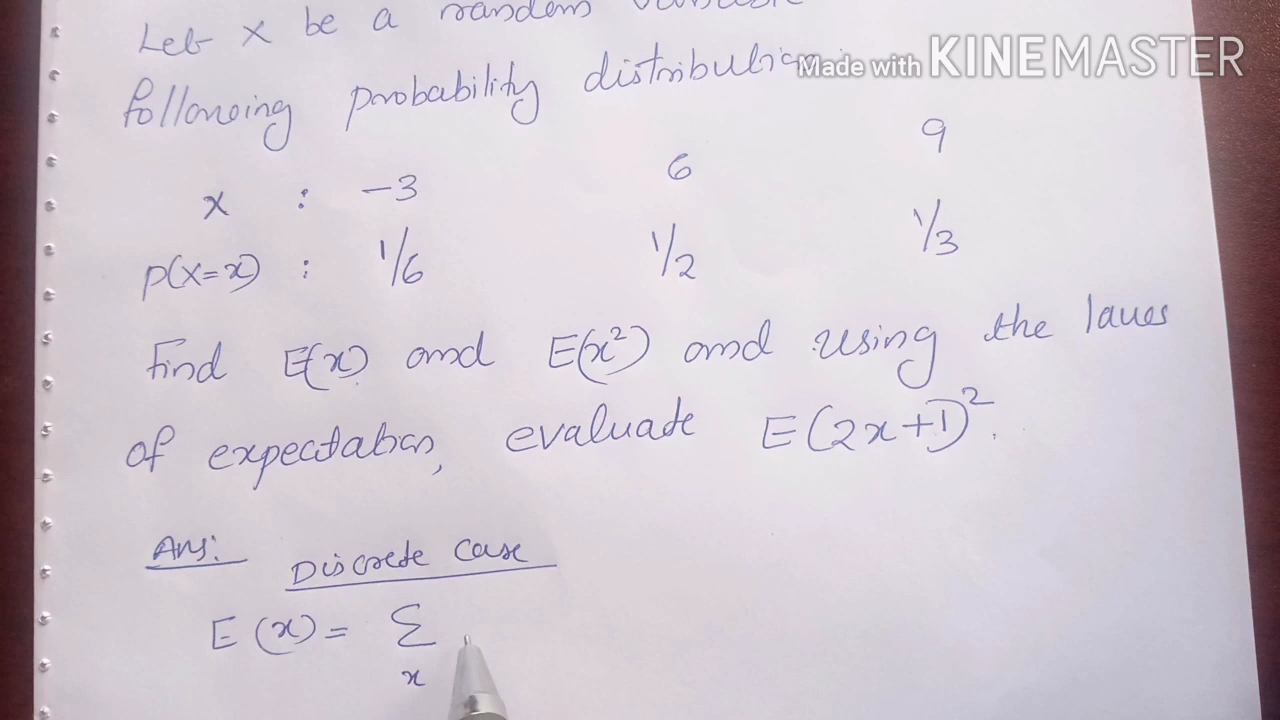 Let x be a random
following probability distribution
Made with KINEMASTER
x : -3 6 9
P(X=x) : 1/6 1/2 1/3
Find E(x) and E(x²) and using the laws
of expectation, evaluate E(2x+1)².
Ans: Discrete Case
E(x) = Σ
x